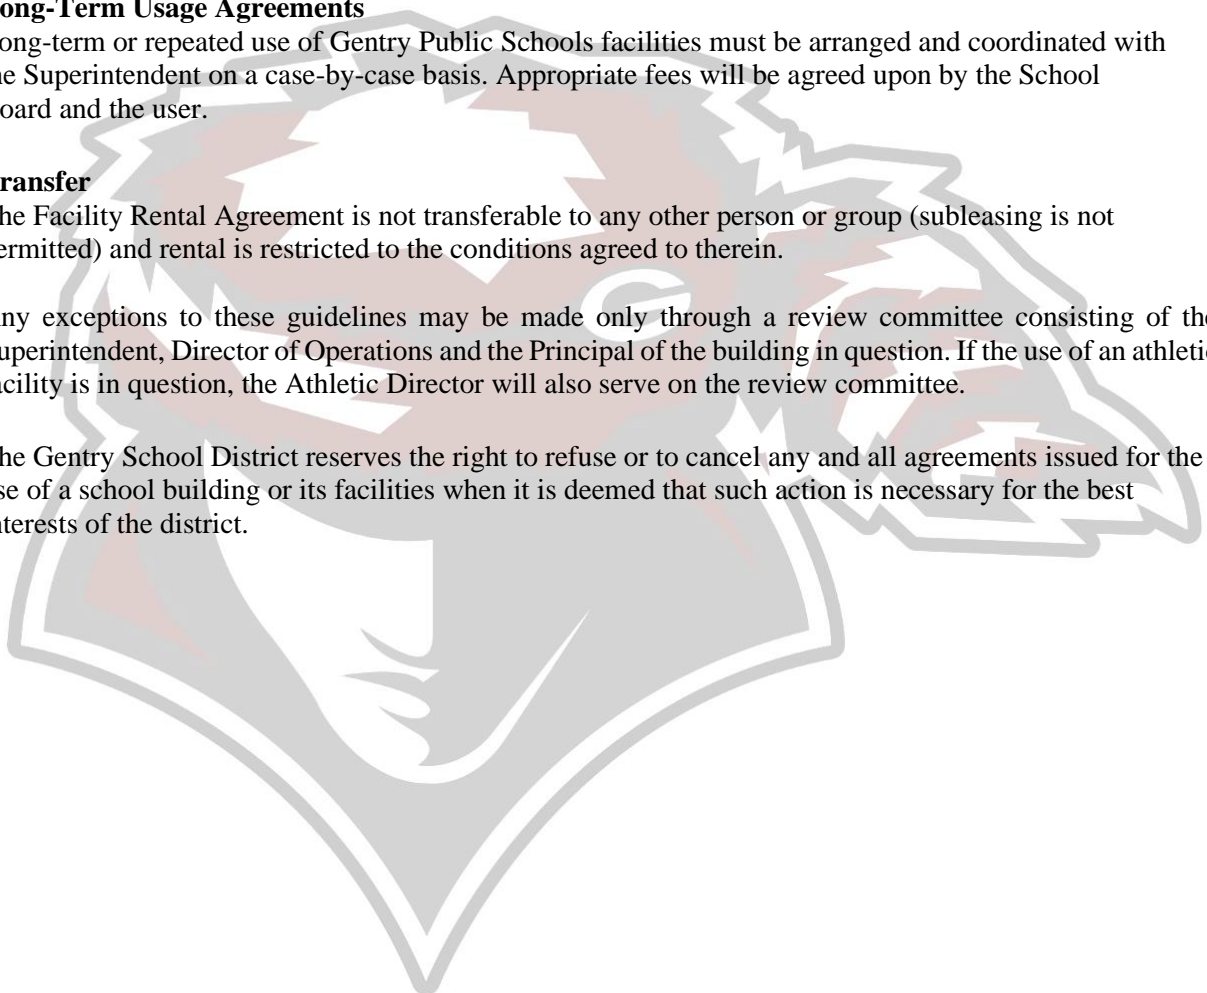 ong-Term Usage Agreements
ong-term or repeated use of Gentry Public Schools facilities must be arranged and coordinated with
he Superintendent on a case-by-case basis. Appropriate fees will be agreed upon by the School
oard and the user.
ransfer
he Facility Rental Agreement is not transferable to any other person or group (subleasing is not
ermitted) and rental is restricted to the conditions agreed to therein.
G
ny exceptions to these guidelines may be made only through a review committee consisting of the
uperintendent, Director of Operations and the Principal of the building in question. If the use of an athletic
acility is in question, the Athletic Director will also serve on the review committee.
he Gentry School District reserves the right to refuse or to cancel any and all agreements issued for the
se of a school building or its facilities when it is deemed that such action is necessary for the best
nterests of the district.